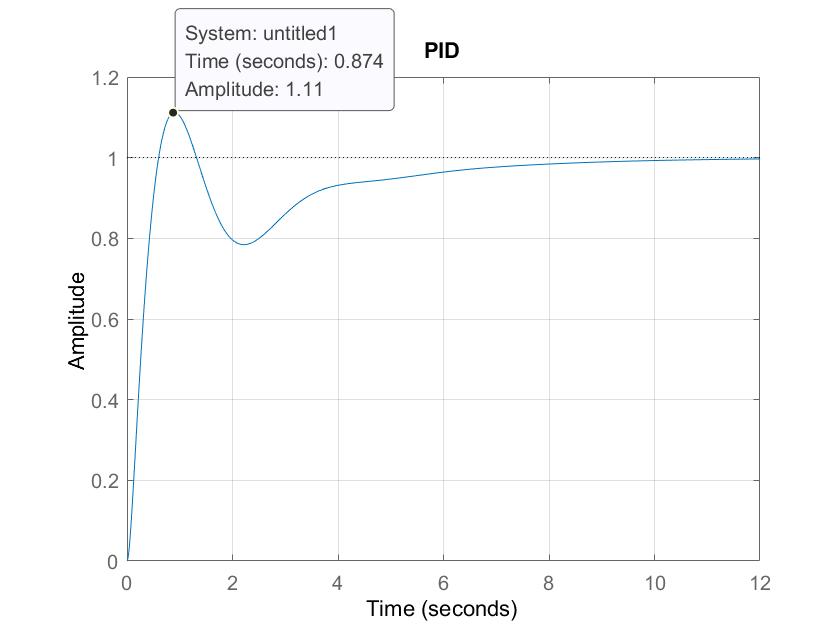 System: untitled1
Time (seconds): 0.874
Amplitude: 1.11
PID
1.2
1
0.8
0.6
0.4
0.2
0
Amplitude
0 2 4 6 8 10 12
Time (seconds)